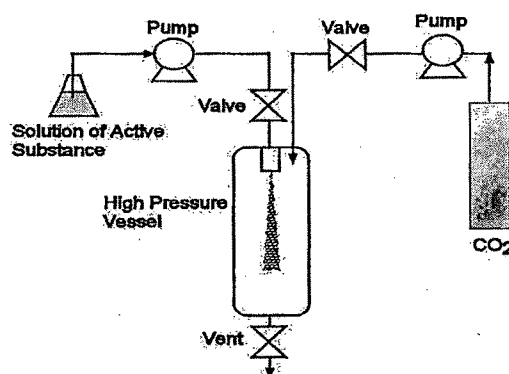 Pump
Valve
Pump
Valve
Solution of Active
Substance
High Pressure
Vessel
CO2
Vent